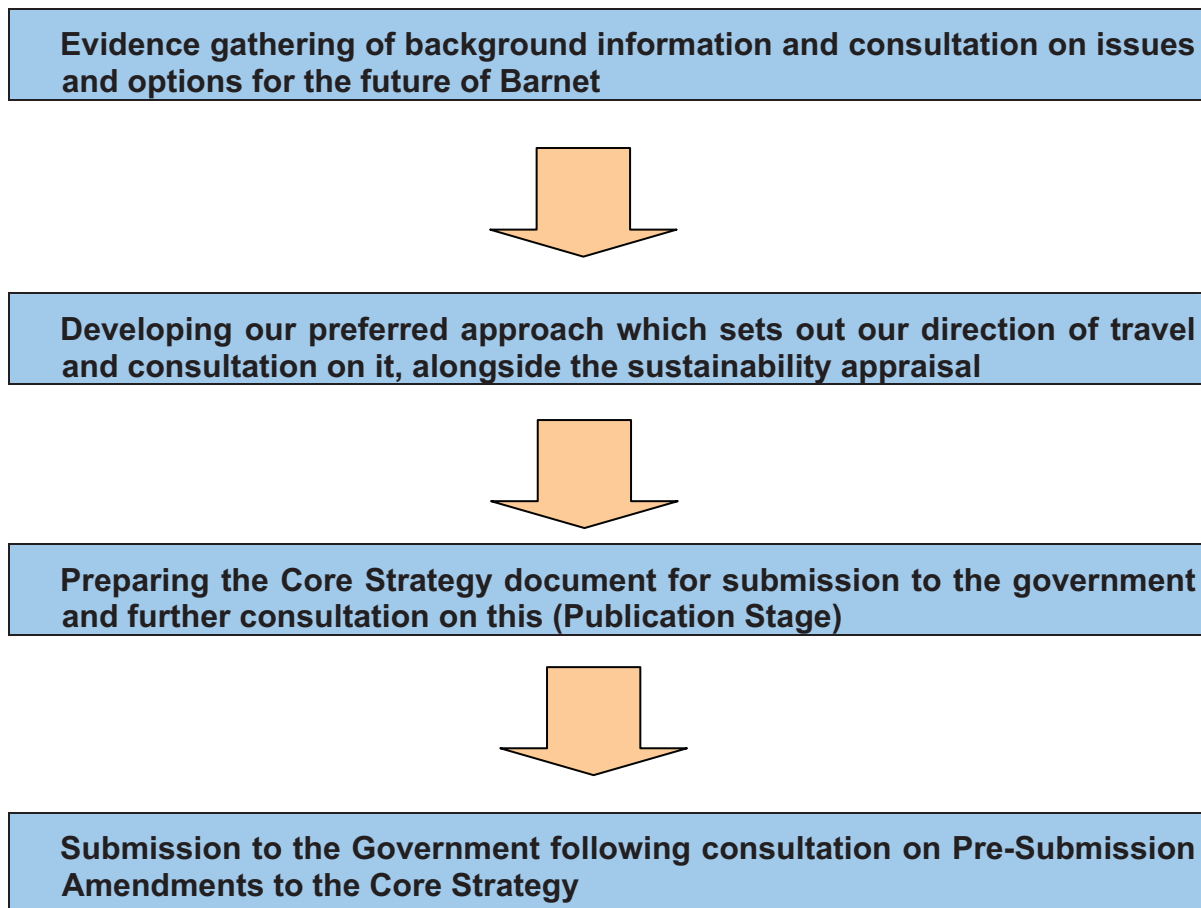 Evidence gathering of background information and consultation on issues
and options for the future of Barnet
Developing our preferred approach which sets out our direction of travel
and consultation on it, alongside the sustainability appraisal
Preparing the Core Strategy document for submission to the government
and further consultation on this (Publication Stage)
Submission to the Government following consultation on Pre-Submission
Amendments to the Core Strategy